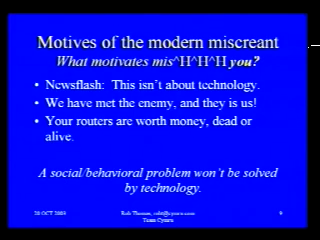 Motives of the modern miscreant
What motivates mis^H^H^H you?
• Newsflash: This isn't about technology.
• We have met the enemy, and they is us!
• Your routers are worth money, dead or
alive.
A social/behavioral problem won't be solved
by technology.
20 OCT 2003
Rob Thomas, robt@cymru.com
9
Team Cymru